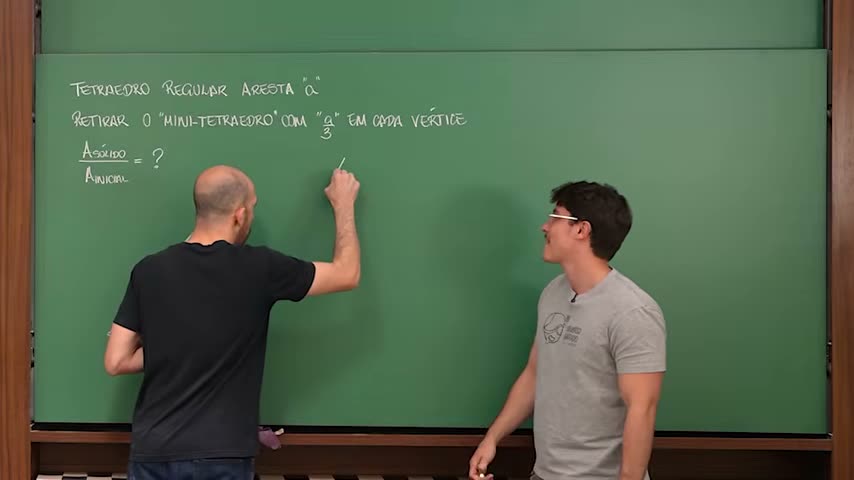 TETRAEDRO REGULAR ARESTA "a"
RETIRAR O "MINI-TETRAEDRO" COM "a/3" EM CADA VÉRTICE
ASÓLIDO/AINICIAL = ?